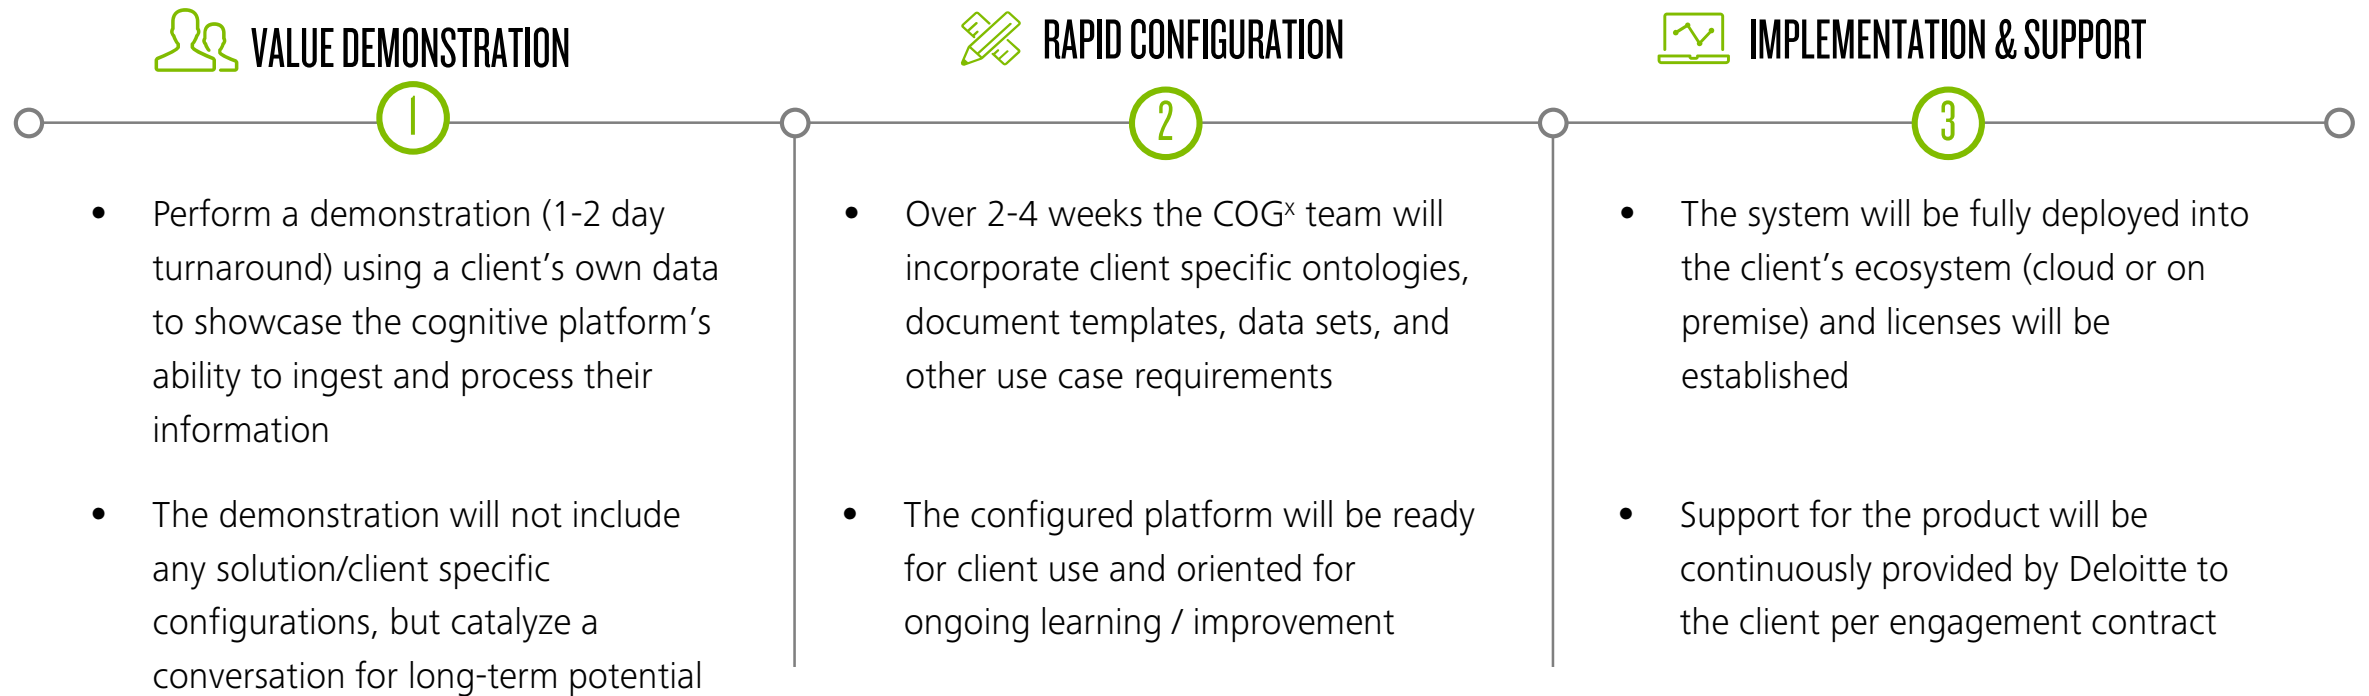 VALUE DEMONSTRATION
1
• Perform a demonstration (1-2 day
turnaround) using a client’s own data
to showcase the cognitive platform’s
ability to ingest and process their
information
• The demonstration will not include
any solution/client specific
configurations, but catalyze a
conversation for long-term potential
RAPID CONFIGURATION
2
• Over 2-4 weeks the COGˣ team will
incorporate client specific ontologies,
document templates, data sets, and
other use case requirements
• The configured platform will be ready
for client use and oriented for
ongoing learning / improvement
IMPLEMENTATION & SUPPORT
3
• The system will be fully deployed into
the client’s ecosystem (cloud or on
premise) and licenses will be
established
• Support for the product will be
continuously provided by Deloitte to
the client per engagement contract